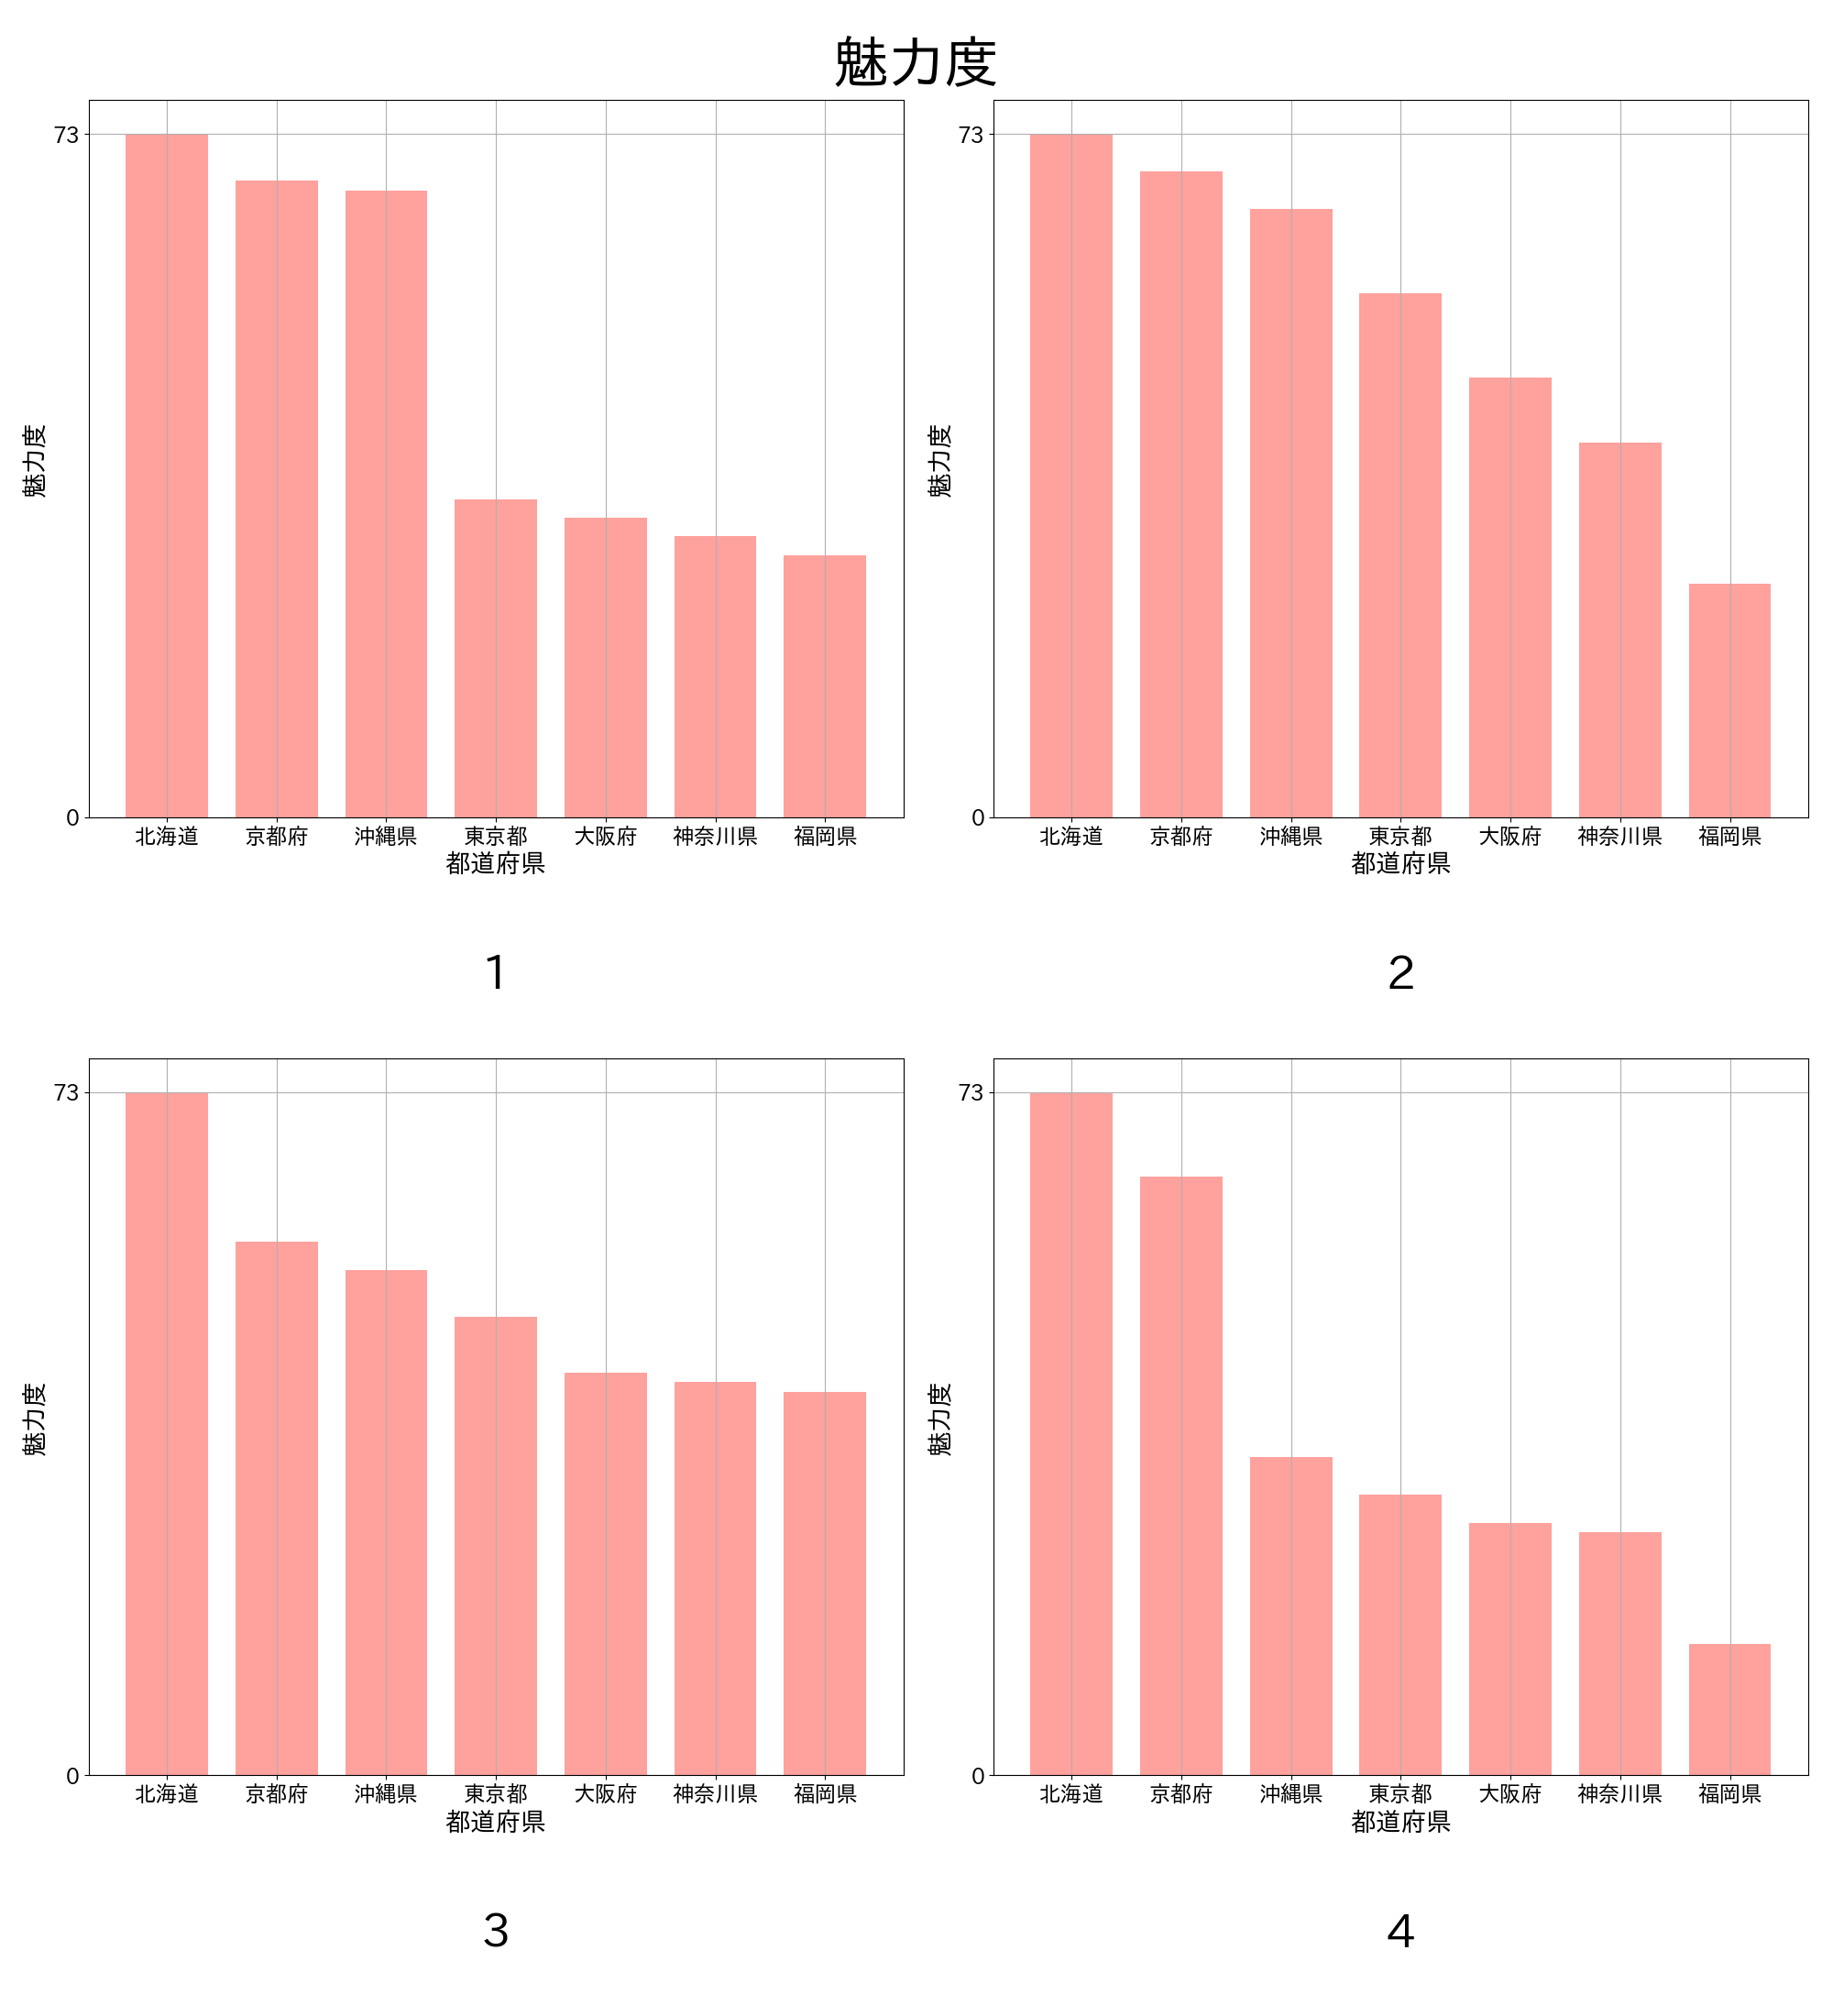 魅力度
73
0
魅力度
北海道 京都府 沖縄県 東京都 大阪府 神奈川県 福岡県
都道府県
1
73
0
魅力度
北海道 京都府 沖縄県 東京都 大阪府 神奈川県 福岡県
都道府県
2
73
0
魅力度
北海道 京都府 沖縄県 東京都 大阪府 神奈川県 福岡県
都道府県
3
73
0
魅力度
北海道 京都府 沖縄県 東京都 大阪府 神奈川県 福岡県
都道府県
4